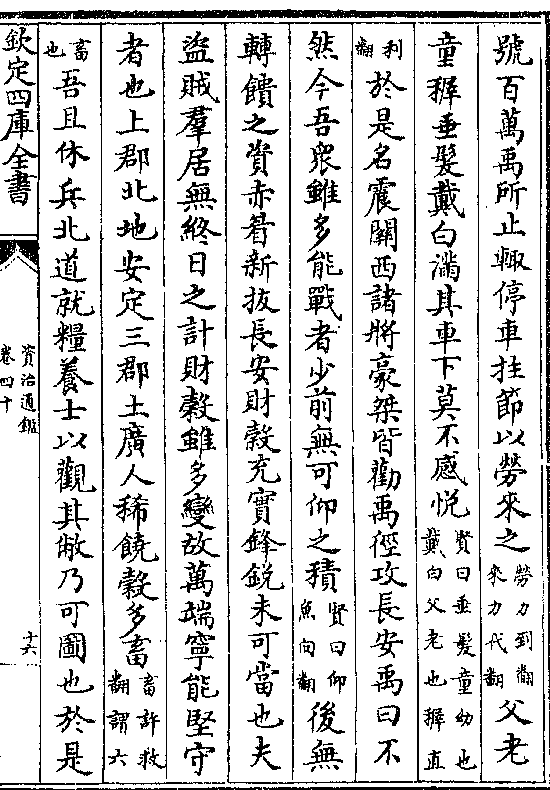 號百萬禹所止輙停車拄節以勞來之勞力到翻來力代翻父老
童穉垂髮戴白滿其車下莫不感悦賢曰垂髮童幼也戴白父老也穉直
利翻於是名震關西諸將豪桀皆勸禹徑攻長安禹曰不
然今吾衆雖多能戰者少前無可仰之積賢曰仰魚向翻後無
轉饋之資赤眉新拔長安財穀充實鋒鋭未可當也夫
盜賊羣居無終日之計財穀雖多變故萬端寧能堅守
者也上郡北地安定三郡土廣人稀饒穀多畜畜許救翻謂六
畜也吾且休兵北道就糧養士以觀其敝乃可圖也於是
欽定四庫全書
資治通鑑
卷四十
十六